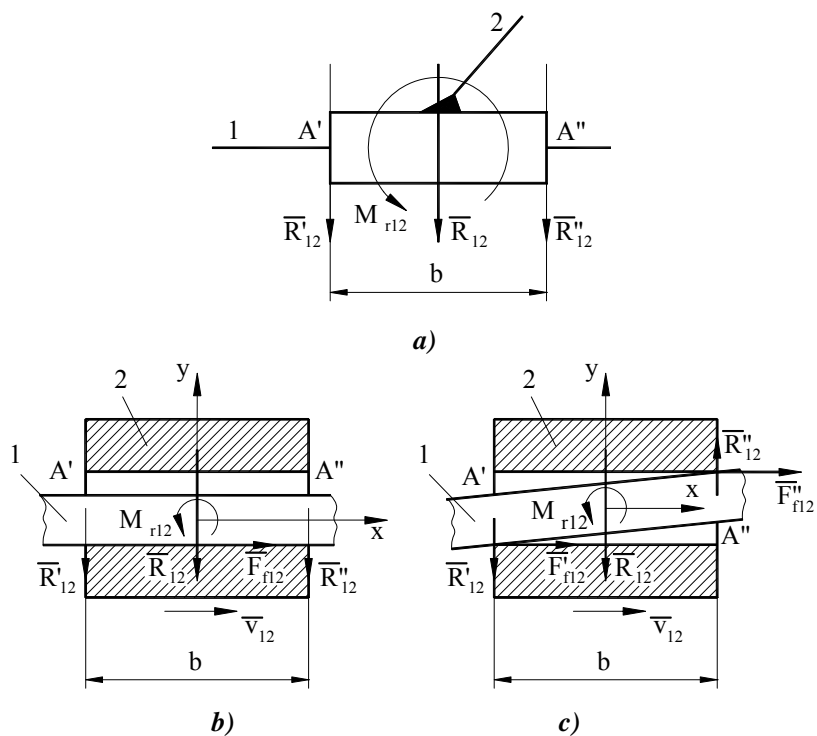 2
1 A' A"
M r12
R'12 R12 R"12
b
a)
y
2
1 A' A"
M r12 x
R'12 R12 Ff12 R"12
v12
b
b)
y
2 R"12
1 A'
M r12 x F"f12
A"
R'12 F'f12 R12
v12
b
c)